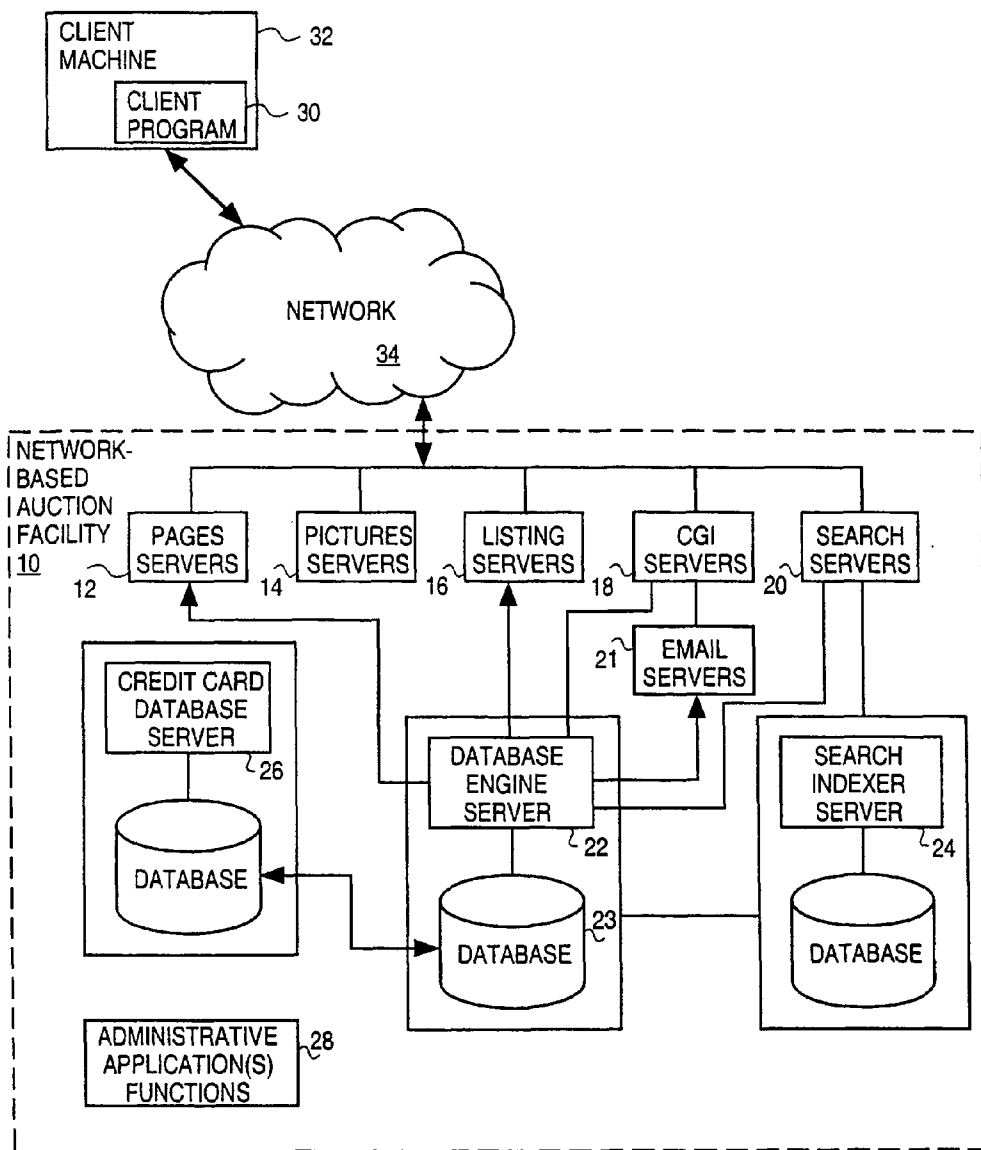 CLIENT
MACHINE
32
CLIENT
PROGRAM
30
NETWORK
34
NETWORK-
BASED
AUCTION
FACILITY
10
PAGES
SERVERS
12
PICTURES
SERVERS
14
LISTING
SERVERS
16
CGI
SERVERS
18
SEARCH
SERVERS
20
21
EMAIL
SERVERS
CREDIT CARD
DATABASE
SERVER
26
DATABASE
DATABASE
ENGINE
SERVER
22
23
DATABASE
SEARCH
INDEXER
SERVER
24
DATABASE
ADMINISTRATIVE
APPLICATION(S)
FUNCTIONS
28